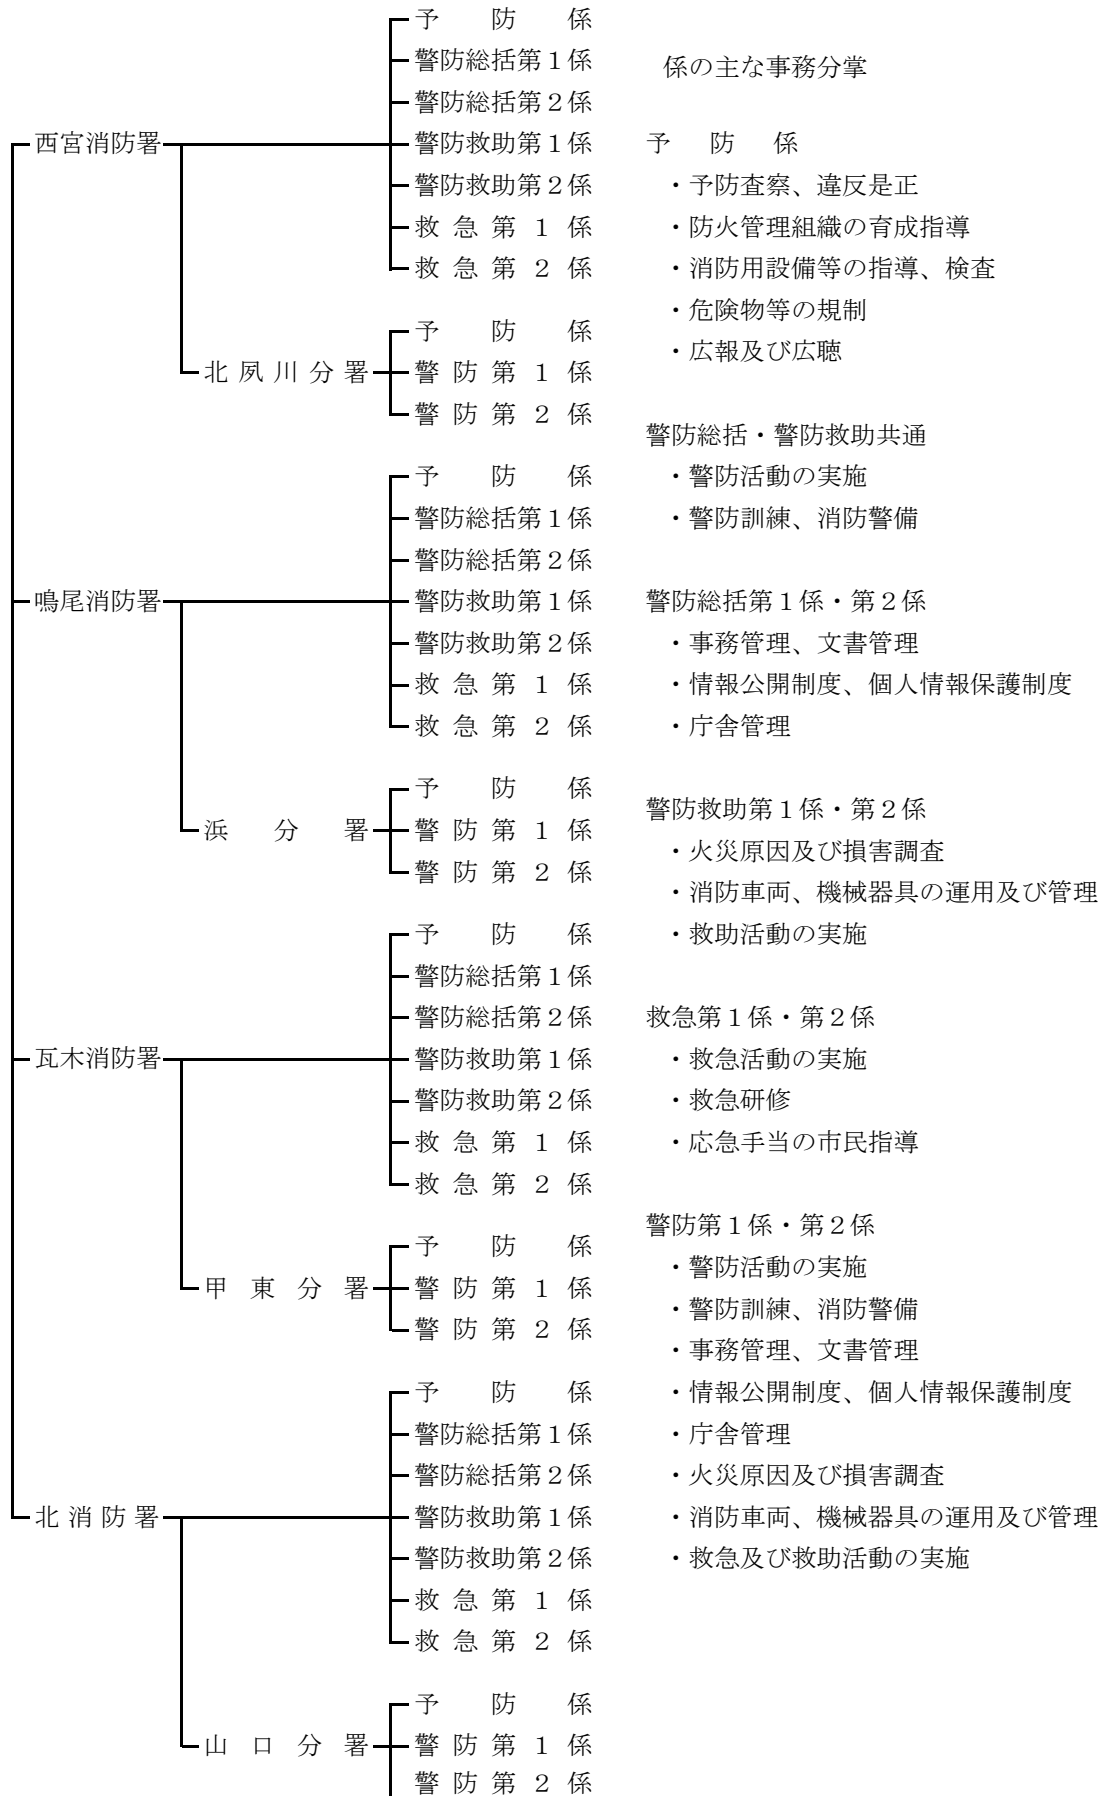 予防係
警防総括第１係
警防総括第２係
西宮消防署
警防救助第１係
警防救助第２係
救急第１係
救急第２係
予防係
北夙川分署
警防第１係
警防第２係
予防係
警防総括第１係
警防総括第２係
鳴尾消防署
警防救助第１係
警防救助第２係
救急第１係
救急第２係
予防係
浜分署
警防第１係
警防第２係
予防係
警防総括第１係
警防総括第２係
瓦木消防署
警防救助第１係
警防救助第２係
救急第１係
救急第２係
予防係
甲東分署
警防第１係
警防第２係
予防係
警防総括第１係
警防総括第２係
北消防署
警防救助第１係
警防救助第２係
救急第１係
救急第２係
予防係
山口分署
警防第１係
警防第２係
係の主な事務分掌
予防係
・予防査察、違反是正
・防火管理組織の育成指導
・消防用設備等の指導、検査
・危険物等の規制
・広報及び広聴
警防総括・警防救助共通
・警防活動の実施
・警防訓練、消防警備
警防総括第１係・第２係
・事務管理、文書管理
・情報公開制度、個人情報保護制度
・庁舎管理
警防救助第１係・第２係
・火災原因及び損害調査
・消防車両、機械器具の運用及び管理
・救助活動の実施
救急第１係・第２係
・救急活動の実施
・救急研修
・応急手当の市民指導
警防第１係・第２係
・警防活動の実施
・警防訓練、消防警備
・事務管理、文書管理
・情報公開制度、個人情報保護制度
・庁舎管理
・火災原因及び損害調査
・消防車両、機械器具の運用及び管理
・救急及び救助活動の実施